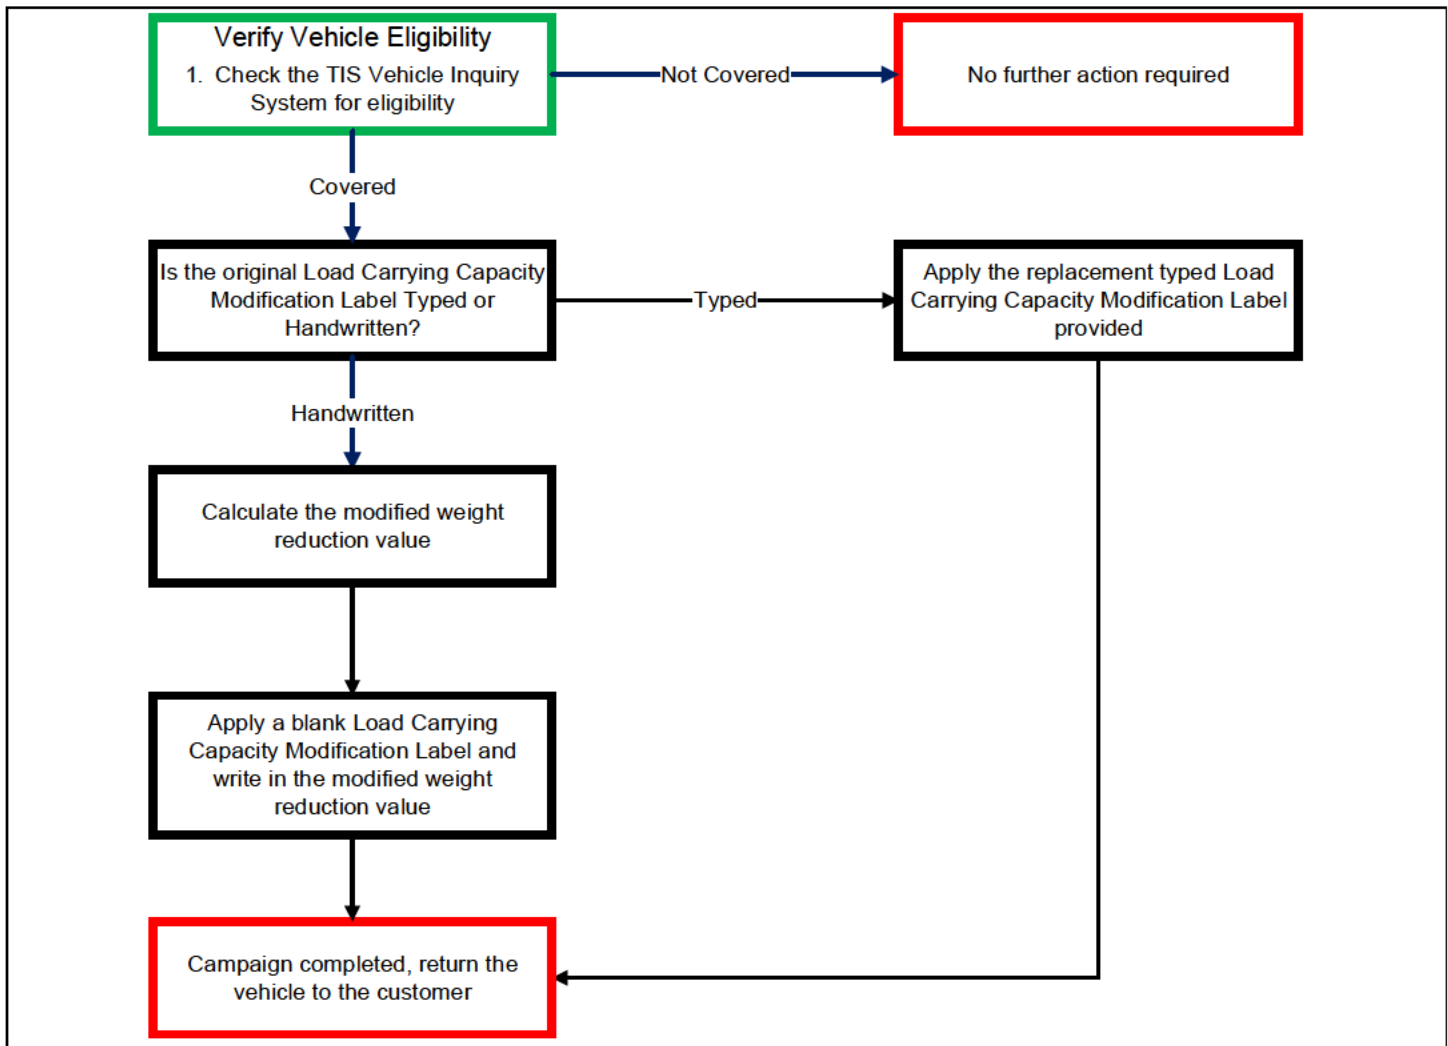 Verify Vehicle Eligibility
1. Check the TIS Vehicle Inquiry
System for eligibility
Not Covered
No further action required
Covered
Is the original Load Carrying Capacity
Modification Label Typed or
Handwritten?
Typed
Apply the replacement typed Load
Carrying Capacity Modification Label
provided
Handwritten
Calculate the modified weight
reduction value
Apply a blank Load Carrying
Capacity Modification Label and
write in the modified weight
reduction value
Campaign completed, return the
vehicle to the customer